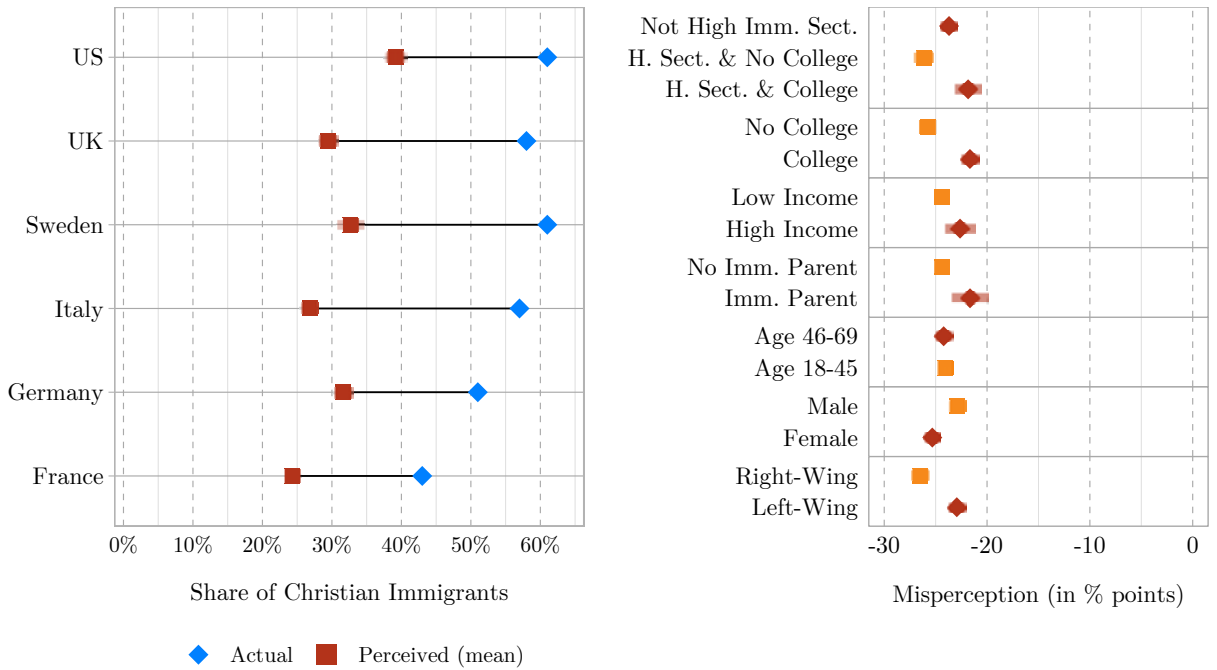 US
UK
Sweden
Italy
Germany
France
0% 10% 20% 30% 40% 50% 60%
Share of Christian Immigrants
Actual Perceived (mean)
Not High Imm. Sect.
H. Sect. & No College
H. Sect. & College
No College
College
Low Income
High Income
No Imm. Parent
Imm. Parent
Age 46-69
Age 18-45
Male
Female
Right-Wing
Left-Wing
-30 -20 -10 0
Misperception (in % points)